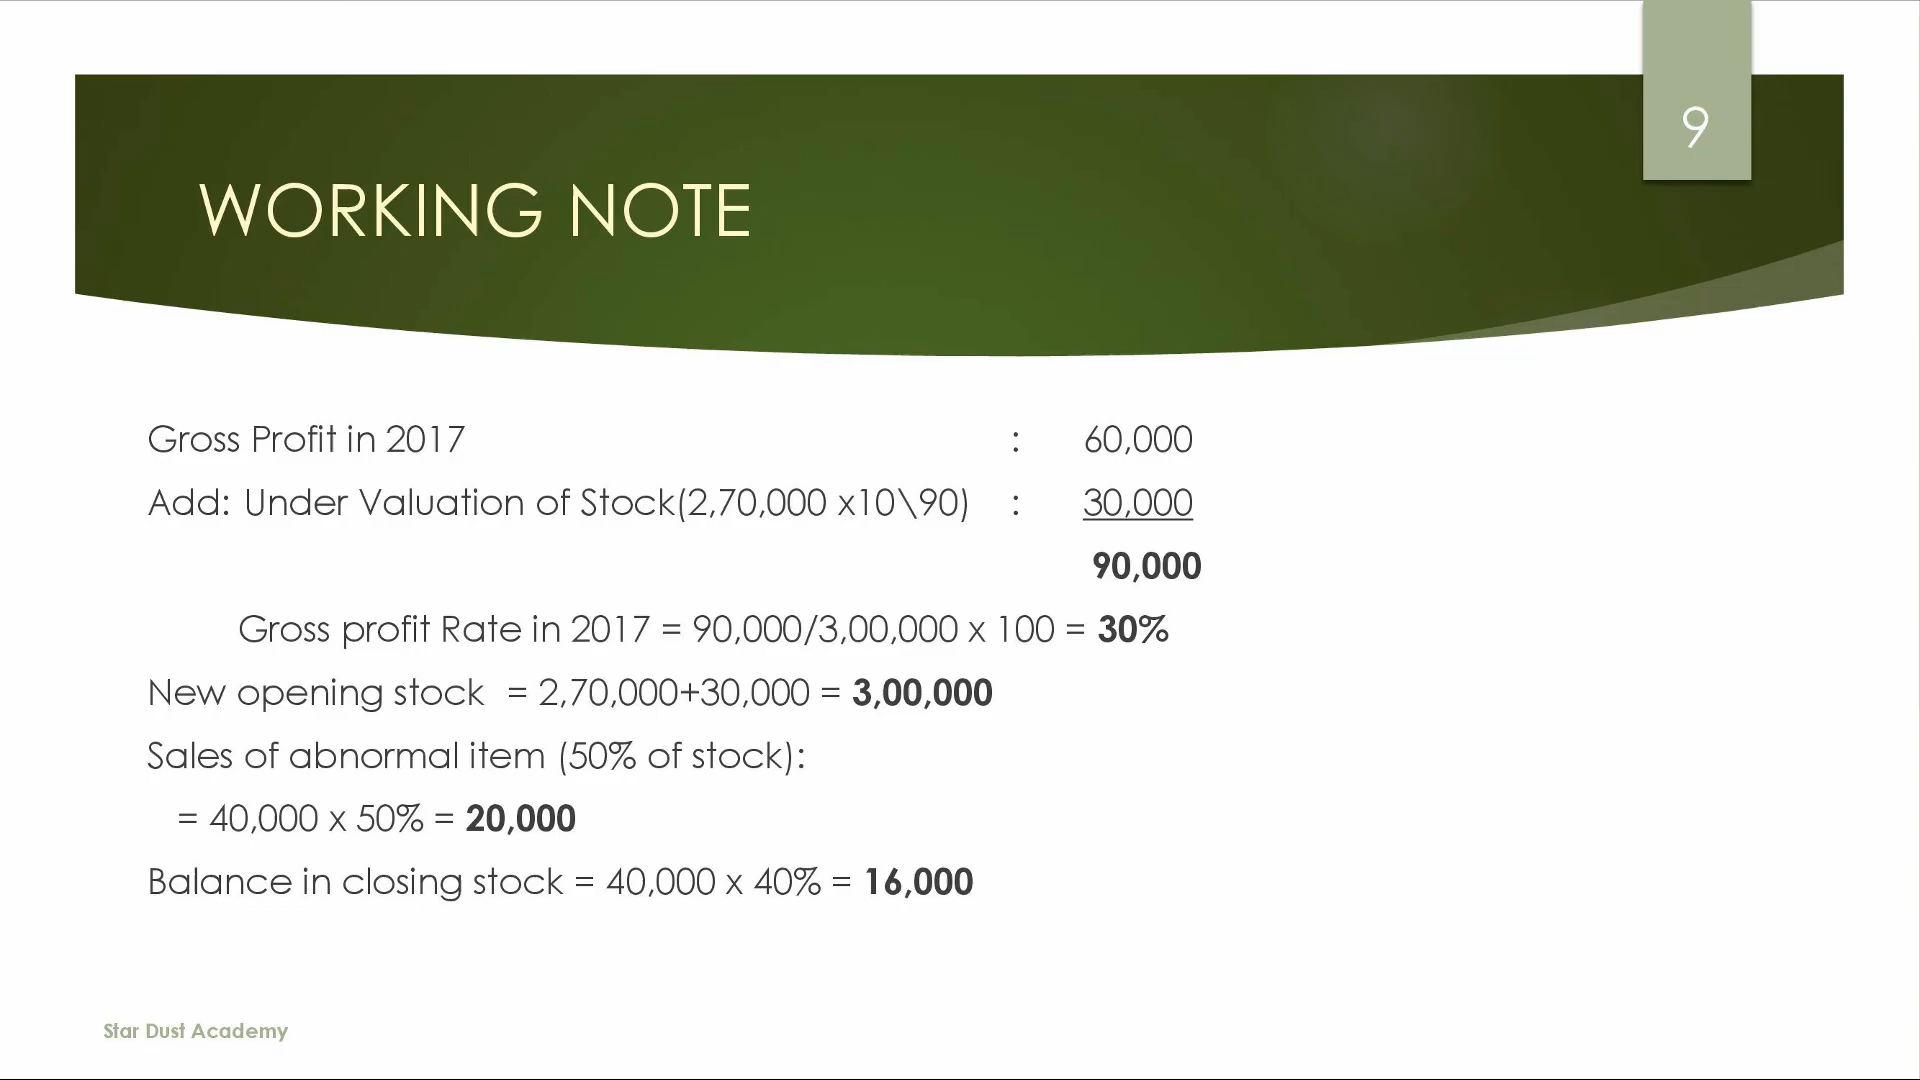 9
WORKING NOTE
Gross Profit in 2017 : 60,000
Add: Under Valuation of Stock(2,70,000 x10\90) : 30,000
90,000
Gross profit Rate in 2017 = 90,000/3,00,000 x 100 = 30%
New opening stock = 2,70,000+30,000 = 3,00,000
Sales of abnormal item (50% of stock):
= 40,000 x 50% = 20,000
Balance in closing stock = 40,000 x 40% = 16,000
Star Dust Academy